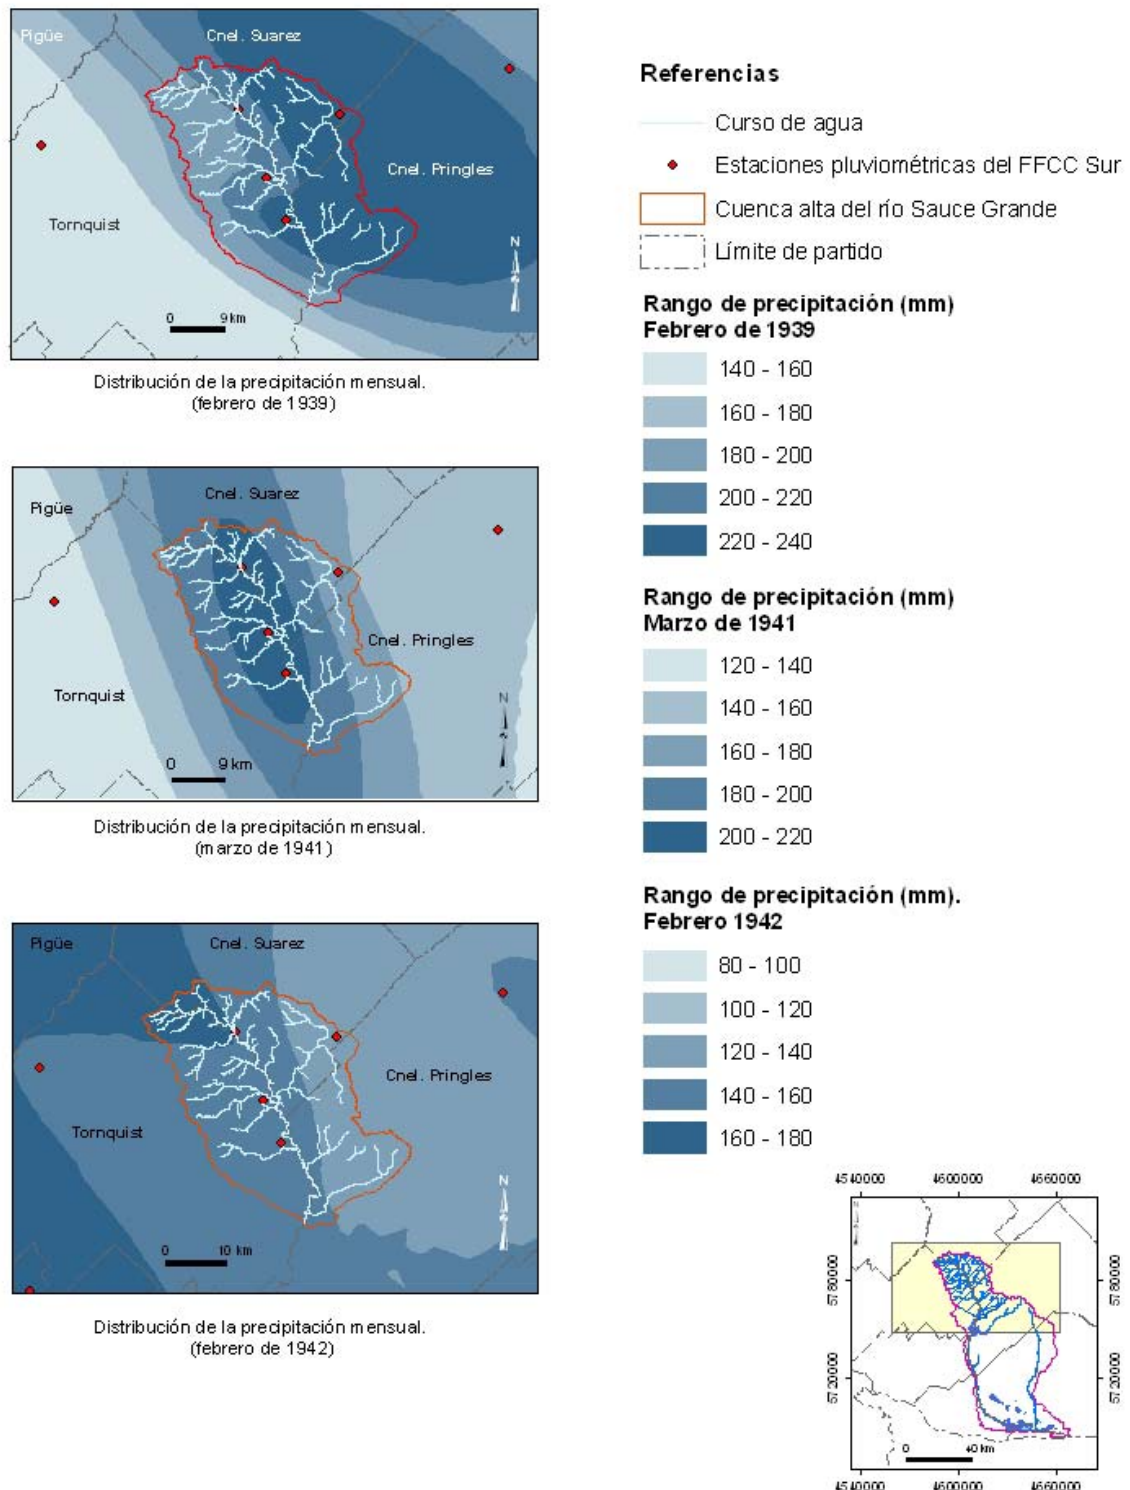 Pigüe
Cnel. Suarez
Cnel. Pringles
Tornquist
N
0 9 km
Distribución de la precipitación mensual.
(febrero de 1939)
Cnel. Suarez
Pigüe
Cnel. Pringles
Tornquist
N
0 9 km
Distribución de la precipitación mensual.
(marzo de 1941)
Pigüe
Cnel. Suarez
Cnel. Pringles
Tornquist
N
0 10 km
Distribución de la precipitación mensual.
(febrero de 1942)
Referencias
Curso de agua
Estaciones pluviométricas del FFCC Sur
Cuenca alta del río Sauce Grande
Límite de partido
Rango de precipitación (mm)
Febrero de 1939
140 - 160
160 - 180
180 - 200
200 - 220
220 - 240
Rango de precipitación (mm)
Marzo de 1941
120 - 140
140 - 160
160 - 180
180 - 200
200 - 220
Rango de precipitación (mm).
Febrero 1942
80 - 100
100 - 120
120 - 140
140 - 160
160 - 180
4540000 4600000 4660000
5780000 5780000
5720000 5720000
0 40 km
4540000 4600000 4660000